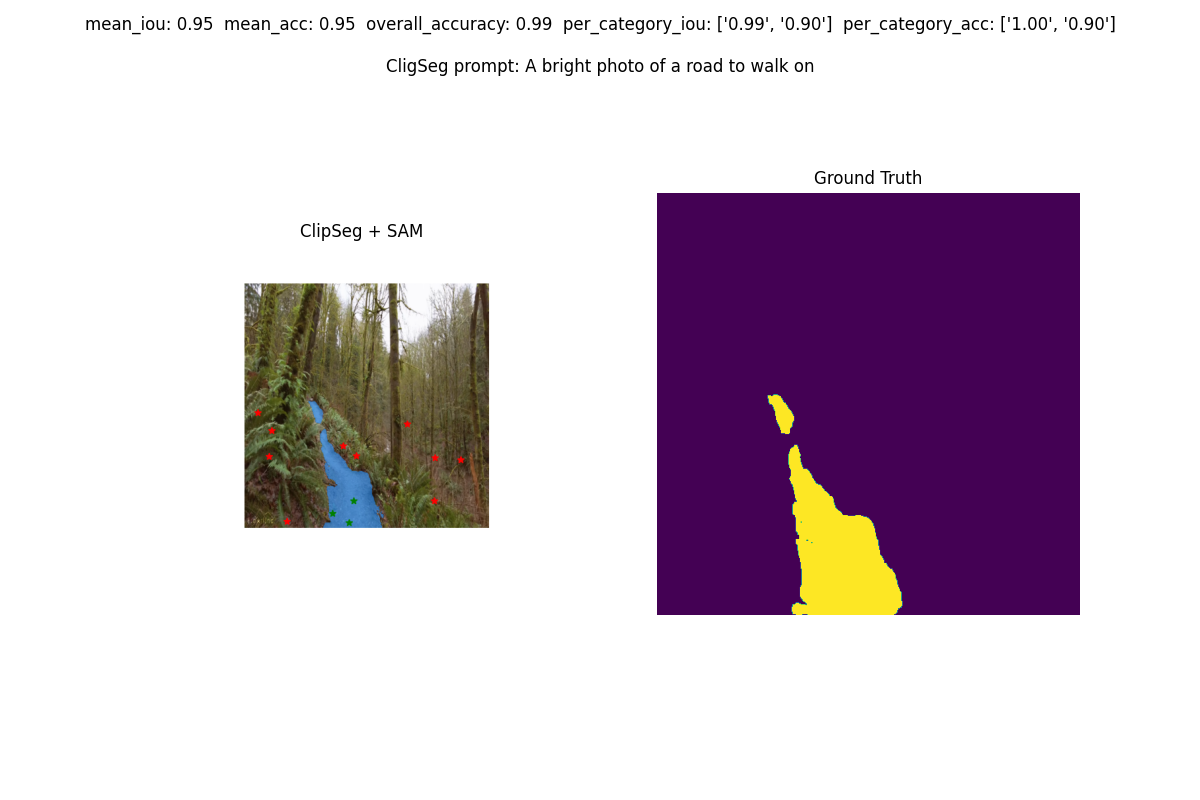 mean_iou: 0.95  mean_acc: 0.95  overall_accuracy: 0.99  per_category_iou: ['0.99', '0.90']  per_category_acc: ['1.00', '0.90']
CligSeg prompt: A bright photo of a road to walk on
Ground Truth
ClipSeg + SAM